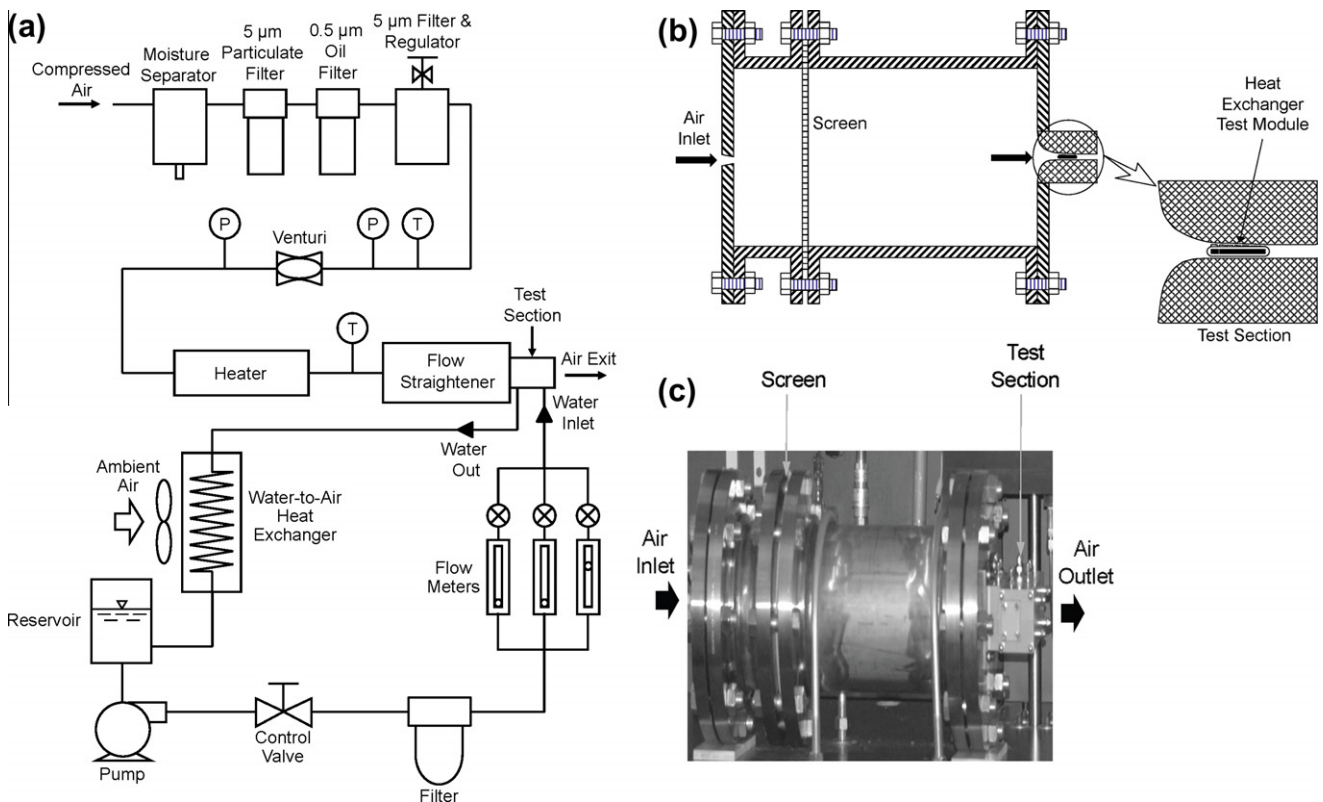 (a)
Compressed
Air
Moisture
Separator
5 µm
Particulate
Filter
0.5 µm
Oil
Filter
5 µm Filter &
Regulator
P
Venturi
P
T
Heater
T
Flow
Straightener
Test
Section
Air Exit
Water
Inlet
Water
Out
Ambient
Air
Water-to-Air
Heat
Exchanger
Flow
Meters
Reservoir
Pump
Control
Valve
Filter
(b)
Air
Inlet
Screen
Heat
Exchanger
Test Module
Test Section
(c)
Screen
Test
Section
Air
Inlet
Air
Outlet